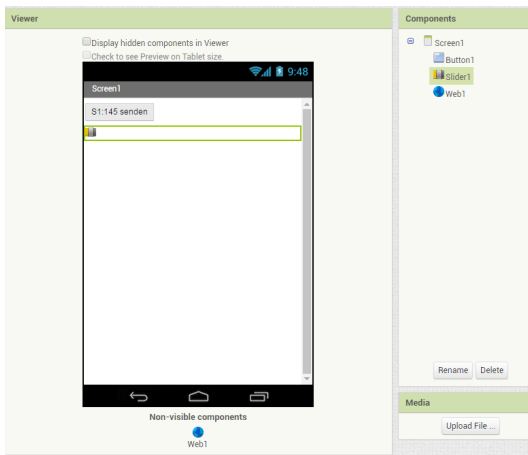 Viewer
Display hidden components in Viewer
Check to see Preview on Tablet size.
9:48
Screen1
S1:145 senden
Non-visible components
Web1
Components
Screen1
Button1
Slider1
Web1
Rename Delete
Media
Upload File ...